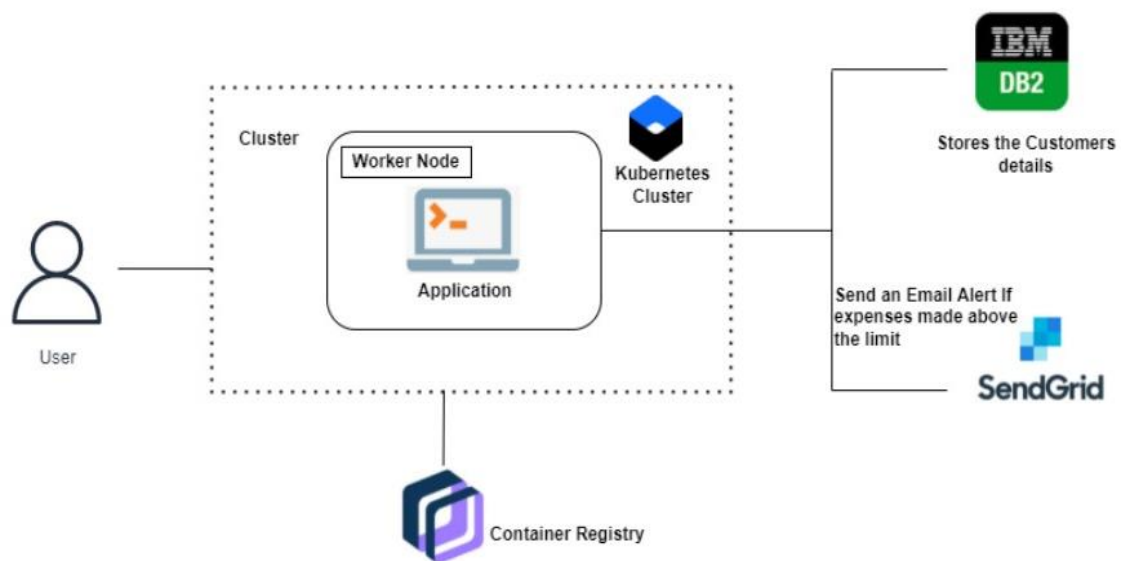 IBM
DB2
Stores the Customers
details
Cluster
Worker Node
Kubernetes
Cluster
Application
User
Send an Email Alert If
expenses made above
the limit
SendGrid
Container Registry